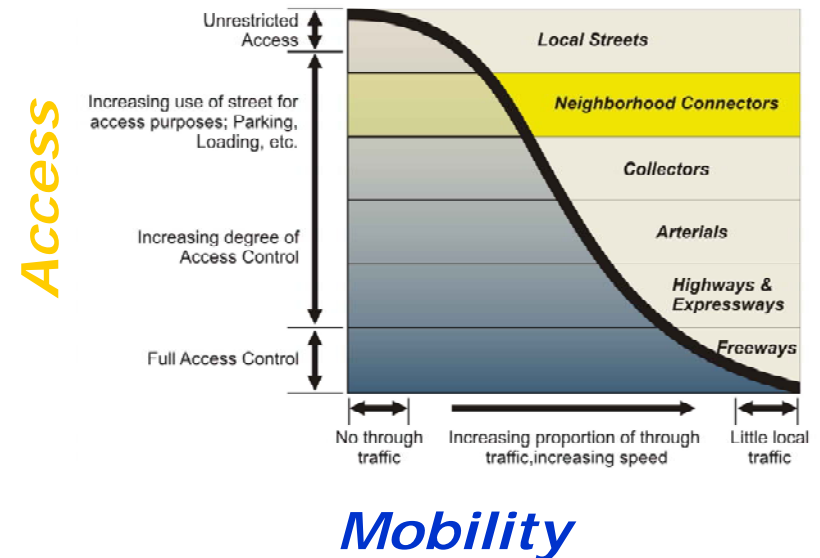 Access
Unrestricted
Access
Increasing use of street for
access purposes; Parking,
Loading, etc.
Increasing degree of
Access Control
Full Access Control
Local Streets
Neighborhood Connectors
Collectors
Arterials
Highways &
Expressways
Freeways
No through
traffic
Increasing proportion of through
traffic,increasing speed
Little local
traffic
Mobility